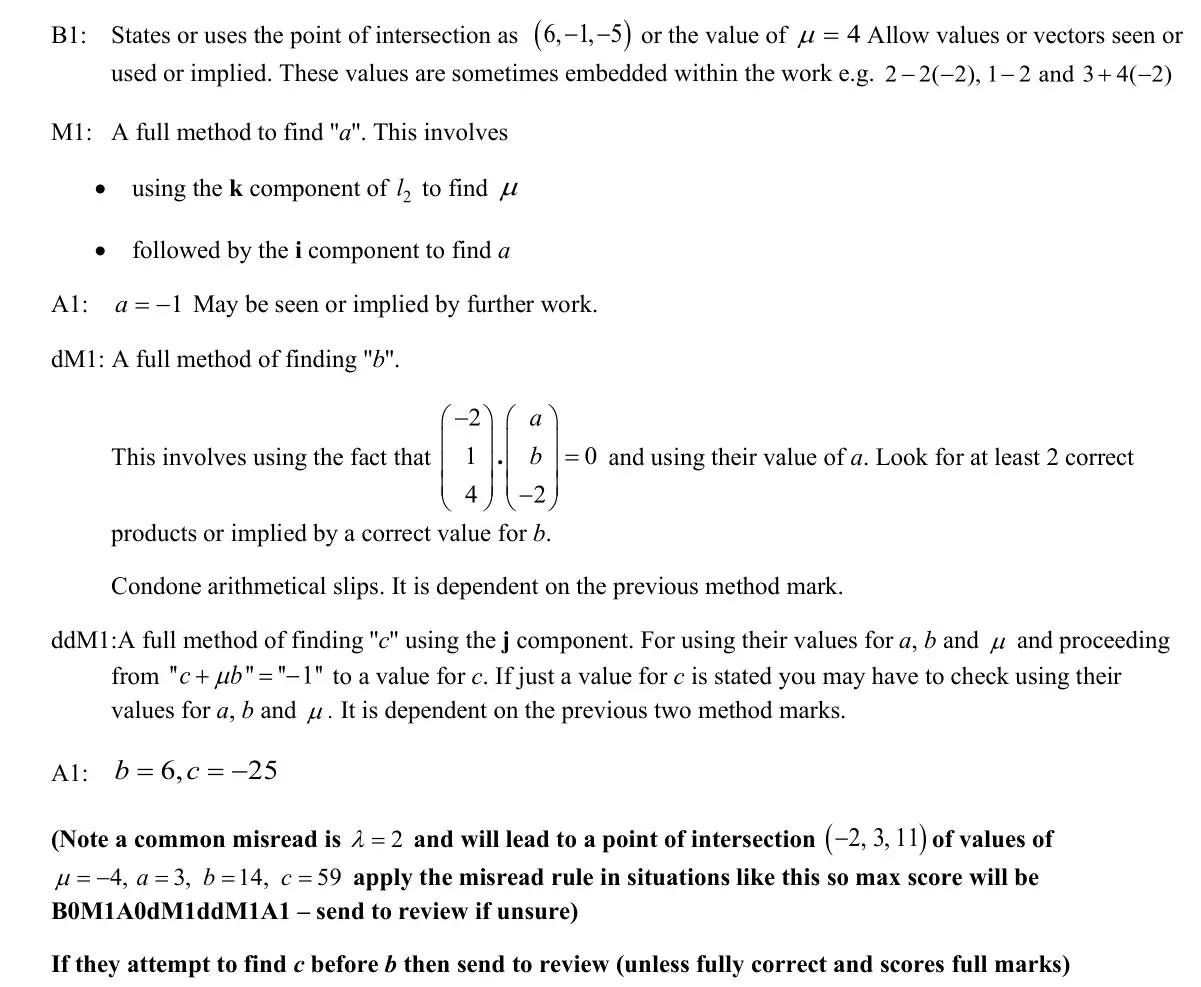 B1: States or uses the point of intersection as (6,−1,−5) or the value of μ = 4 Allow values or vectors seen or
used or implied. These values are sometimes embedded within the work e.g. 2−2(−2), 1−2 and 3+4(−2)
M1: A full method to find "a". This involves
• using the k component of l₂ to find μ
• followed by the i component to find a
A1: a = −1 May be seen or implied by further work.
dM1: A full method of finding "b".
This involves using the fact that (−2 1 4) . (a b −2) = 0 and using their value of a. Look for at least 2 correct
products or implied by a correct value for b.
Condone arithmetical slips. It is dependent on the previous method mark.
ddM1:A full method of finding "c" using the j component. For using their values for a, b and μ and proceeding
from "c + μb" = "−1" to a value for c. If just a value for c is stated you may have to check using their
values for a, b and μ. It is dependent on the previous two method marks.
A1: b = 6, c = −25
(Note a common misread is λ = 2 and will lead to a point of intersection (−2, 3, 11) of values of
μ = −4, a = 3, b = 14, c = 59 apply the misread rule in situations like this so max score will be
B0M1A0dM1ddM1A1 – send to review if unsure)
If they attempt to find c before b then send to review (unless fully correct and scores full marks)